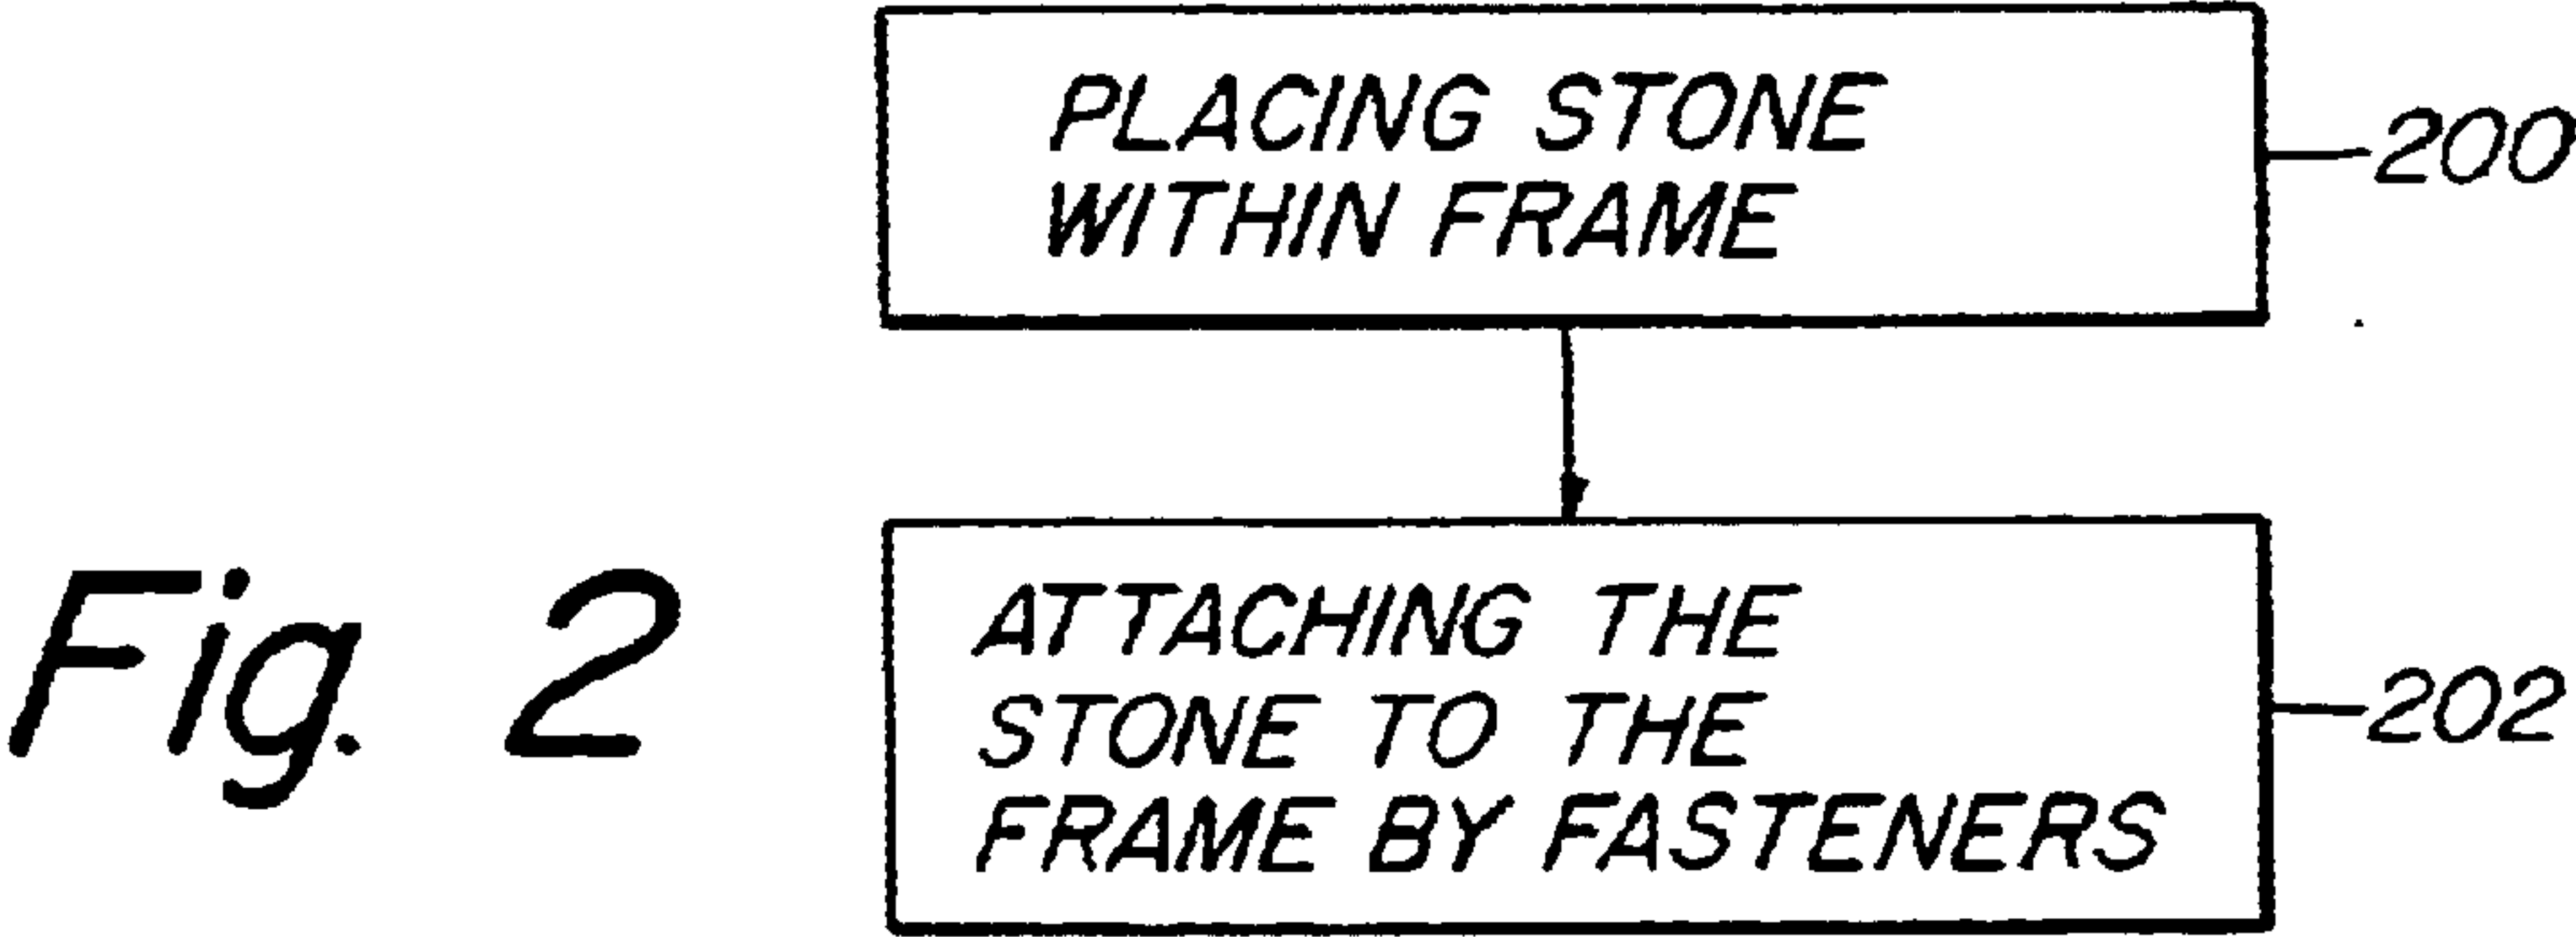 PLACING STONE
WITHIN FRAME
200
ATTACHING THE
STONE TO THE
FRAME BY FASTENERS
202
Fig. 2